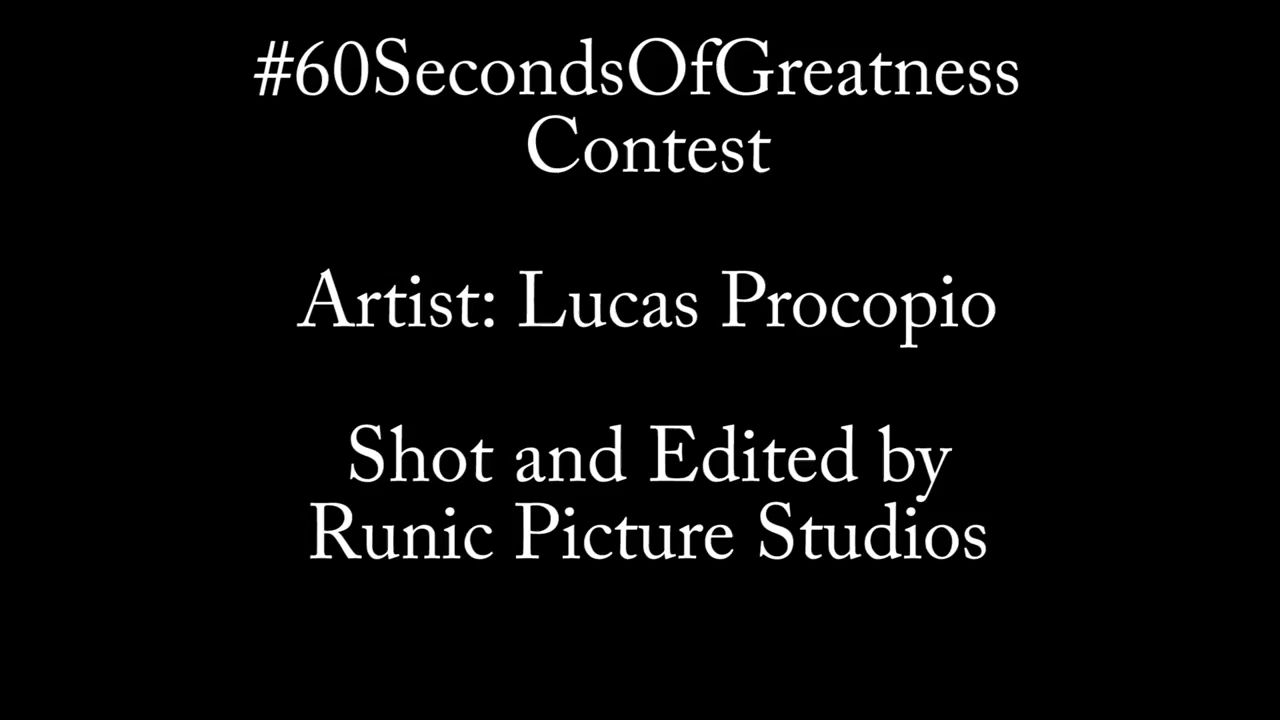 #60SecondsOfGreatness
Contest
Artist: Lucas Procopio
Shot and Edited by
Runic Picture Studios